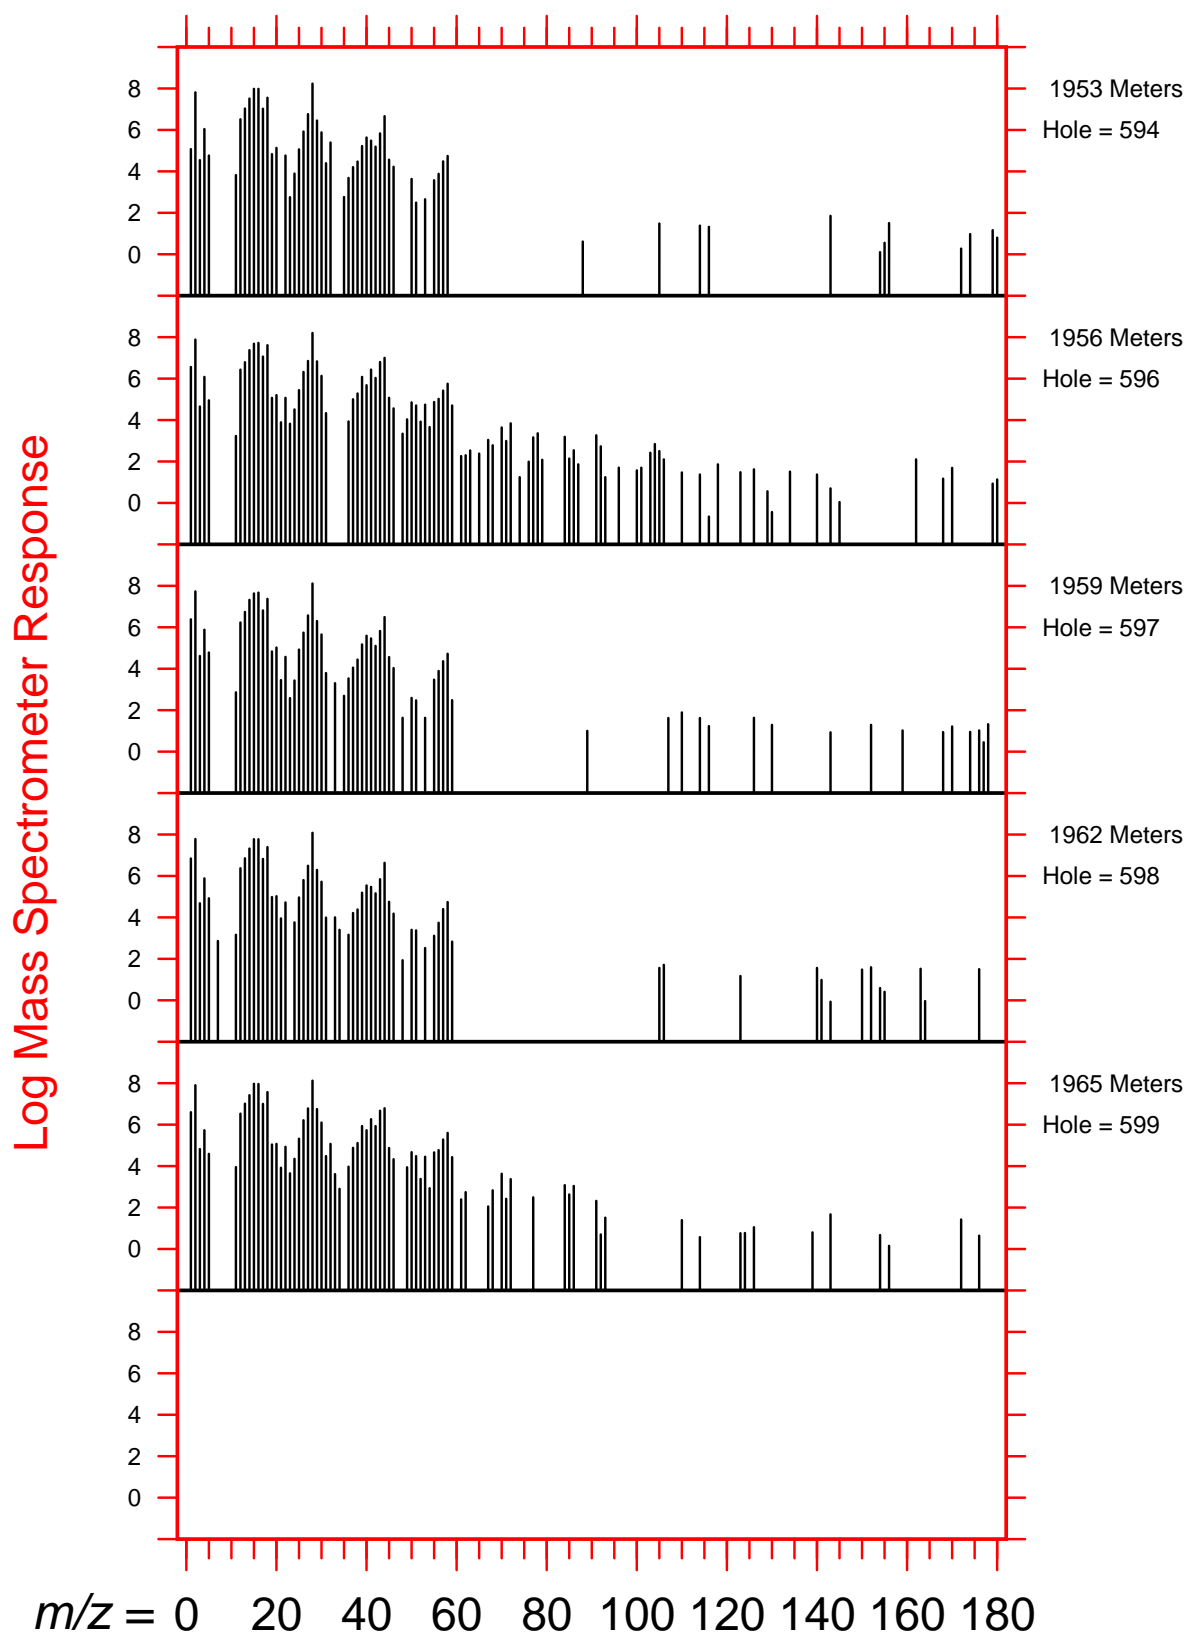 8
1953 Meters
6
Hole = 594
4
2
0
8
1956 Meters
6
Hole = 596
4
2
0
8
1959 Meters
6
Hole = 597
4
2
0
8
1962 Meters
6
Hole = 598
4
2
0
8
1965 Meters
6
Hole = 599
4
2
0
8
6
4
2
0
Log Mass Spectrometer Response
m/z = 0 20 40 60 80 100 120 140 160 180